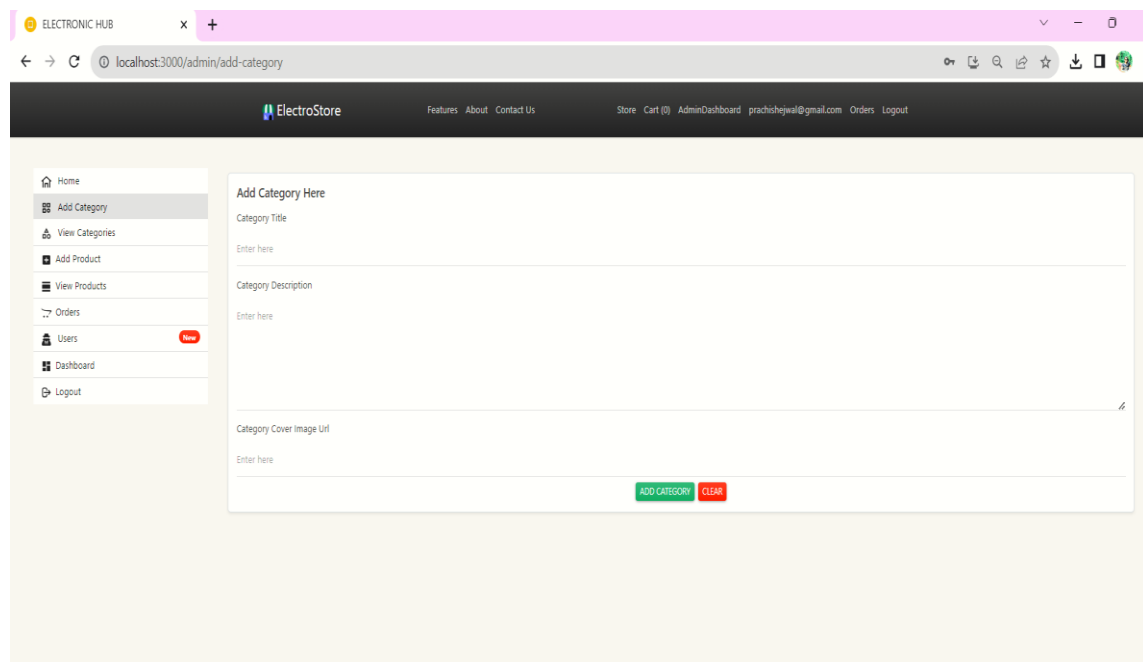 ELECTRONIC HUB
localhost:3000/admin/add-category
ElectroStore Features About Contact Us Store Cart (0) AdminDashboard prachishejwal@gmail.com Orders Logout
Home
Add Category
View Categories
Add Product
View Products
Orders
Users New
Dashboard
Logout
Add Category Here
Category Title
Enter here
Category Description
Enter here
Category Cover Image Url
Enter here
ADD CATEGORY CLEAR